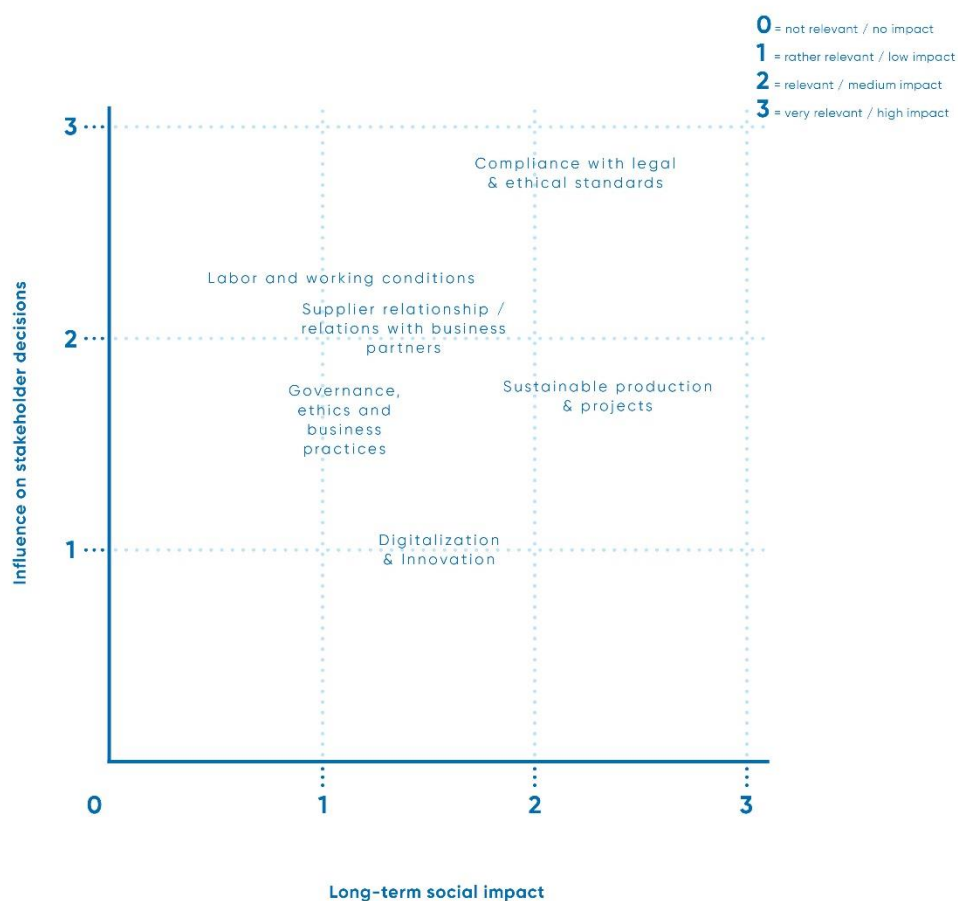 0 = not relevant / no impact
1 = rather relevant / low impact
2 = relevant / medium impact
3 = very relevant / high impact
3
Compliance with legal
& ethical standards
Labor and working conditions
Supplier relationship /
relations with business
partners
2
Governance,
ethics and
business
practices
Sustainable production
& projects
Influence on stakeholder decisions
1
Digitalization
& Innovation
0
1
2
3
Long-term social impact